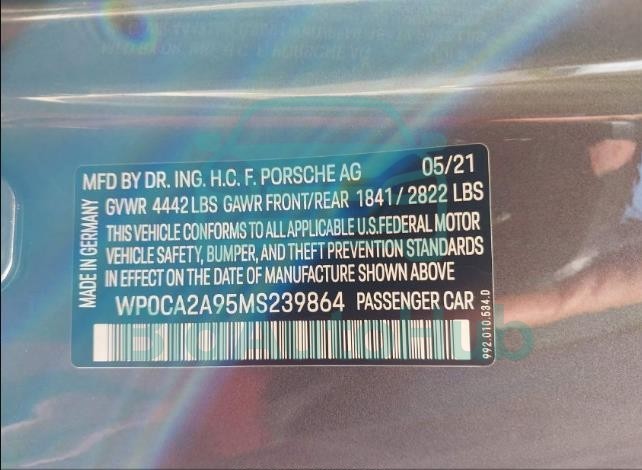 MFD BY DR. ING. H.C. F. PORSCHE AG 05/21
GVWR 4442 LBS GAWR FRONT/REAR 1841 / 2822 LBS
THIS VEHICLE CONFORMS TO ALL APPLICABLE U.S.FEDERAL MOTOR
VEHICLE SAFETY, BUMPER, AND THEFT PREVENTION STANDARDS
IN EFFECT ON THE DATE OF MANUFACTURE SHOWN ABOVE
WP0CA2A95MS239864 PASSENGER CAR
MADE IN GERMANY
992.010.534.D